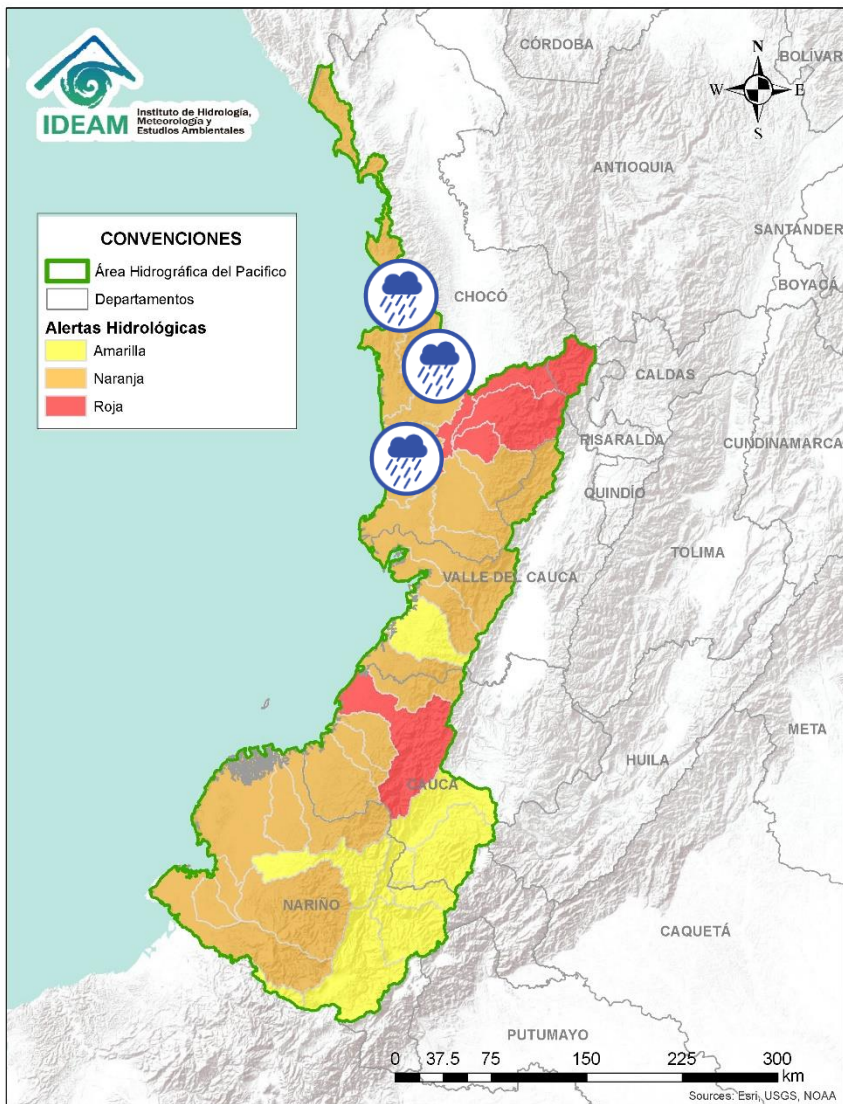 IDEAM
Instituto de Hidrología,
Meteorología y
Estudios Ambientales
N
W
E
S
CÓRDOBA
BOLÍVAR
ANTIOQUIA
SANTANDER
BOYACÁ
CONVENCIONES
Área Hidrográfica del Pacifico
Departamentos
Alertas Hidrológicas
Amarilla
Naranja
Roja
CHOCÓ
CALDAS
RISARALDA
CUNDINAMARCA
QUINDÍO
TOLIMA
VALLE DEL CAUCA
META
HUILA
CAUCA
NARIÑO
CAQUETÁ
PUTUMAYO
0 37.5 75 150 225 300
km
Sources: Esri, USGS, NOAA